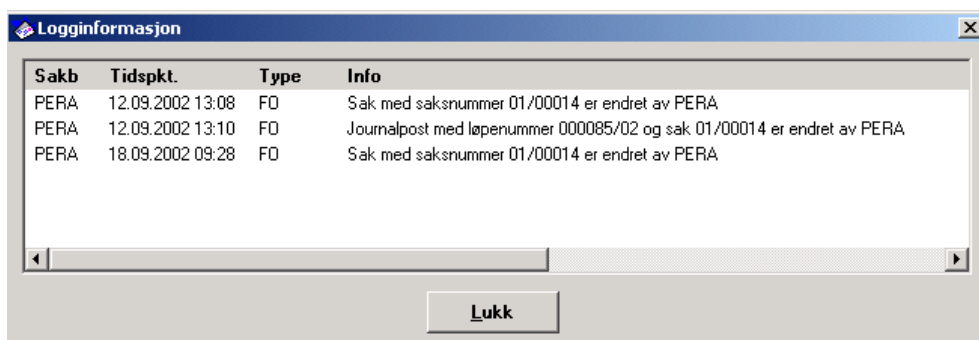 Logginformasjon
Sakb Tidspkt. Type Info
PERA 12.09.2002 13:08 FO Sak med saksnummer 01/00014 er endret av PERA
PERA 12.09.2002 13:10 FO Journalpost med løpenummer 000085/02 og sak 01/00014 er endret av PERA
PERA 18.09.2002 09:28 FO Sak med saksnummer 01/00014 er endret av PERA
Lukk